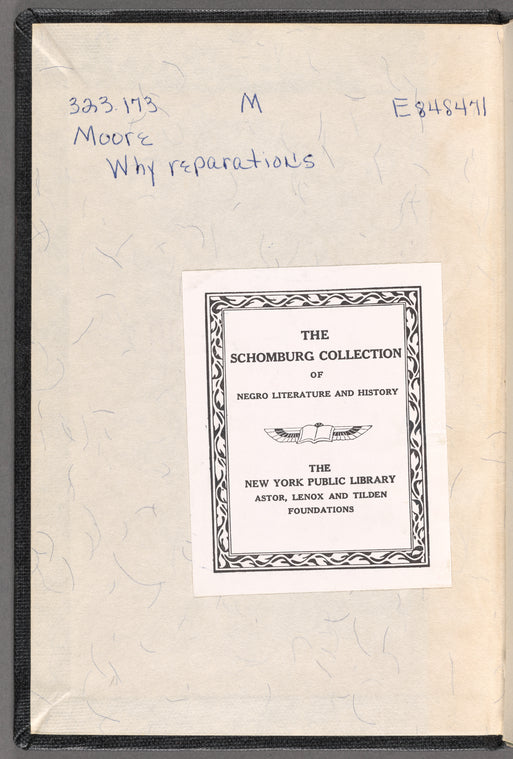 323.173 M E848471
Moore
Why reparations
THE
SCHOMBURG COLLECTION
OF
NEGRO LITERATURE AND HISTORY
THE
NEW YORK PUBLIC LIBRARY
ASTOR, LENOX AND TILDEN
FOUNDATIONS